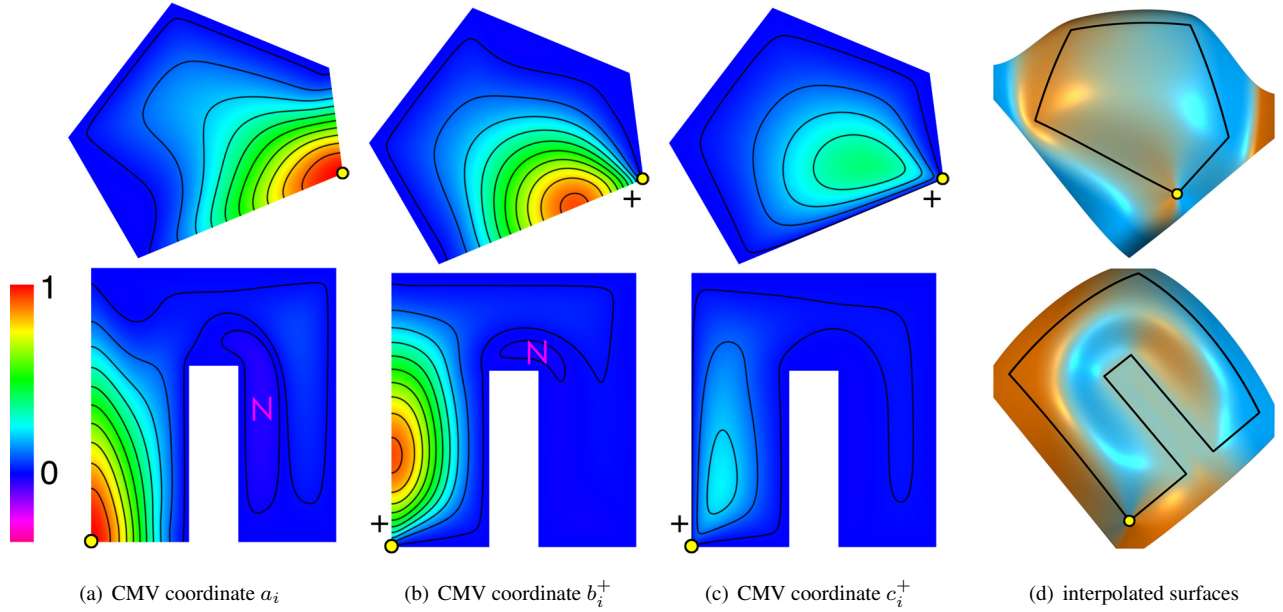 +
+
1
0
N
N
+
+
(a) CMV coordinate $a_i$
(b) CMV coordinate $b_i^+$
(c) CMV coordinate $c_i^+$
(d) interpolated surfaces